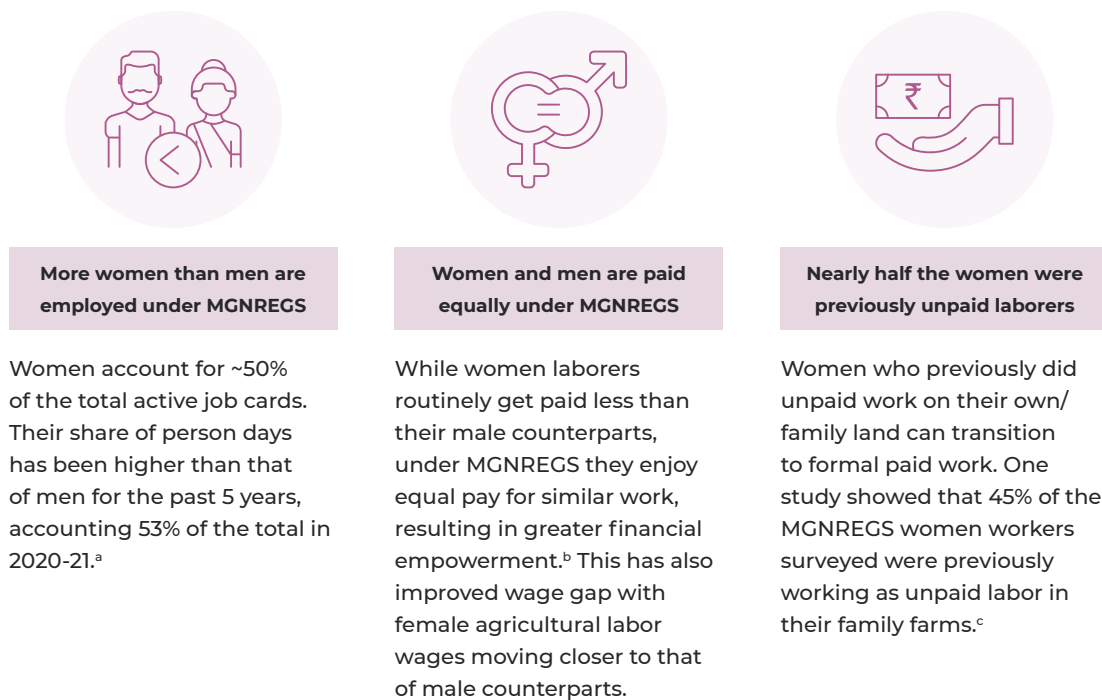 ₹
More women than men are
employed under MGNREGS
Women account for ~50%
of the total active job cards.
Their share of person days
has been higher than that
of men for the past 5 years,
accounting 53% of the total in
2020-21.ᵃ
Women and men are paid
equally under MGNREGS
While women laborers
routinely get paid less than
their male counterparts,
under MGNREGS they enjoy
equal pay for similar work,
resulting in greater financial
empowerment.ᵇ This has also
improved wage gap with
female agricultural labor
wages moving closer to that
of male counterparts.
Nearly half the women were
previously unpaid laborers
Women who previously did
unpaid work on their own/
family land can transition
to formal paid work. One
study showed that 45% of the
MGNREGS women workers
surveyed were previously
working as unpaid labor in
their family farms.ᶜ